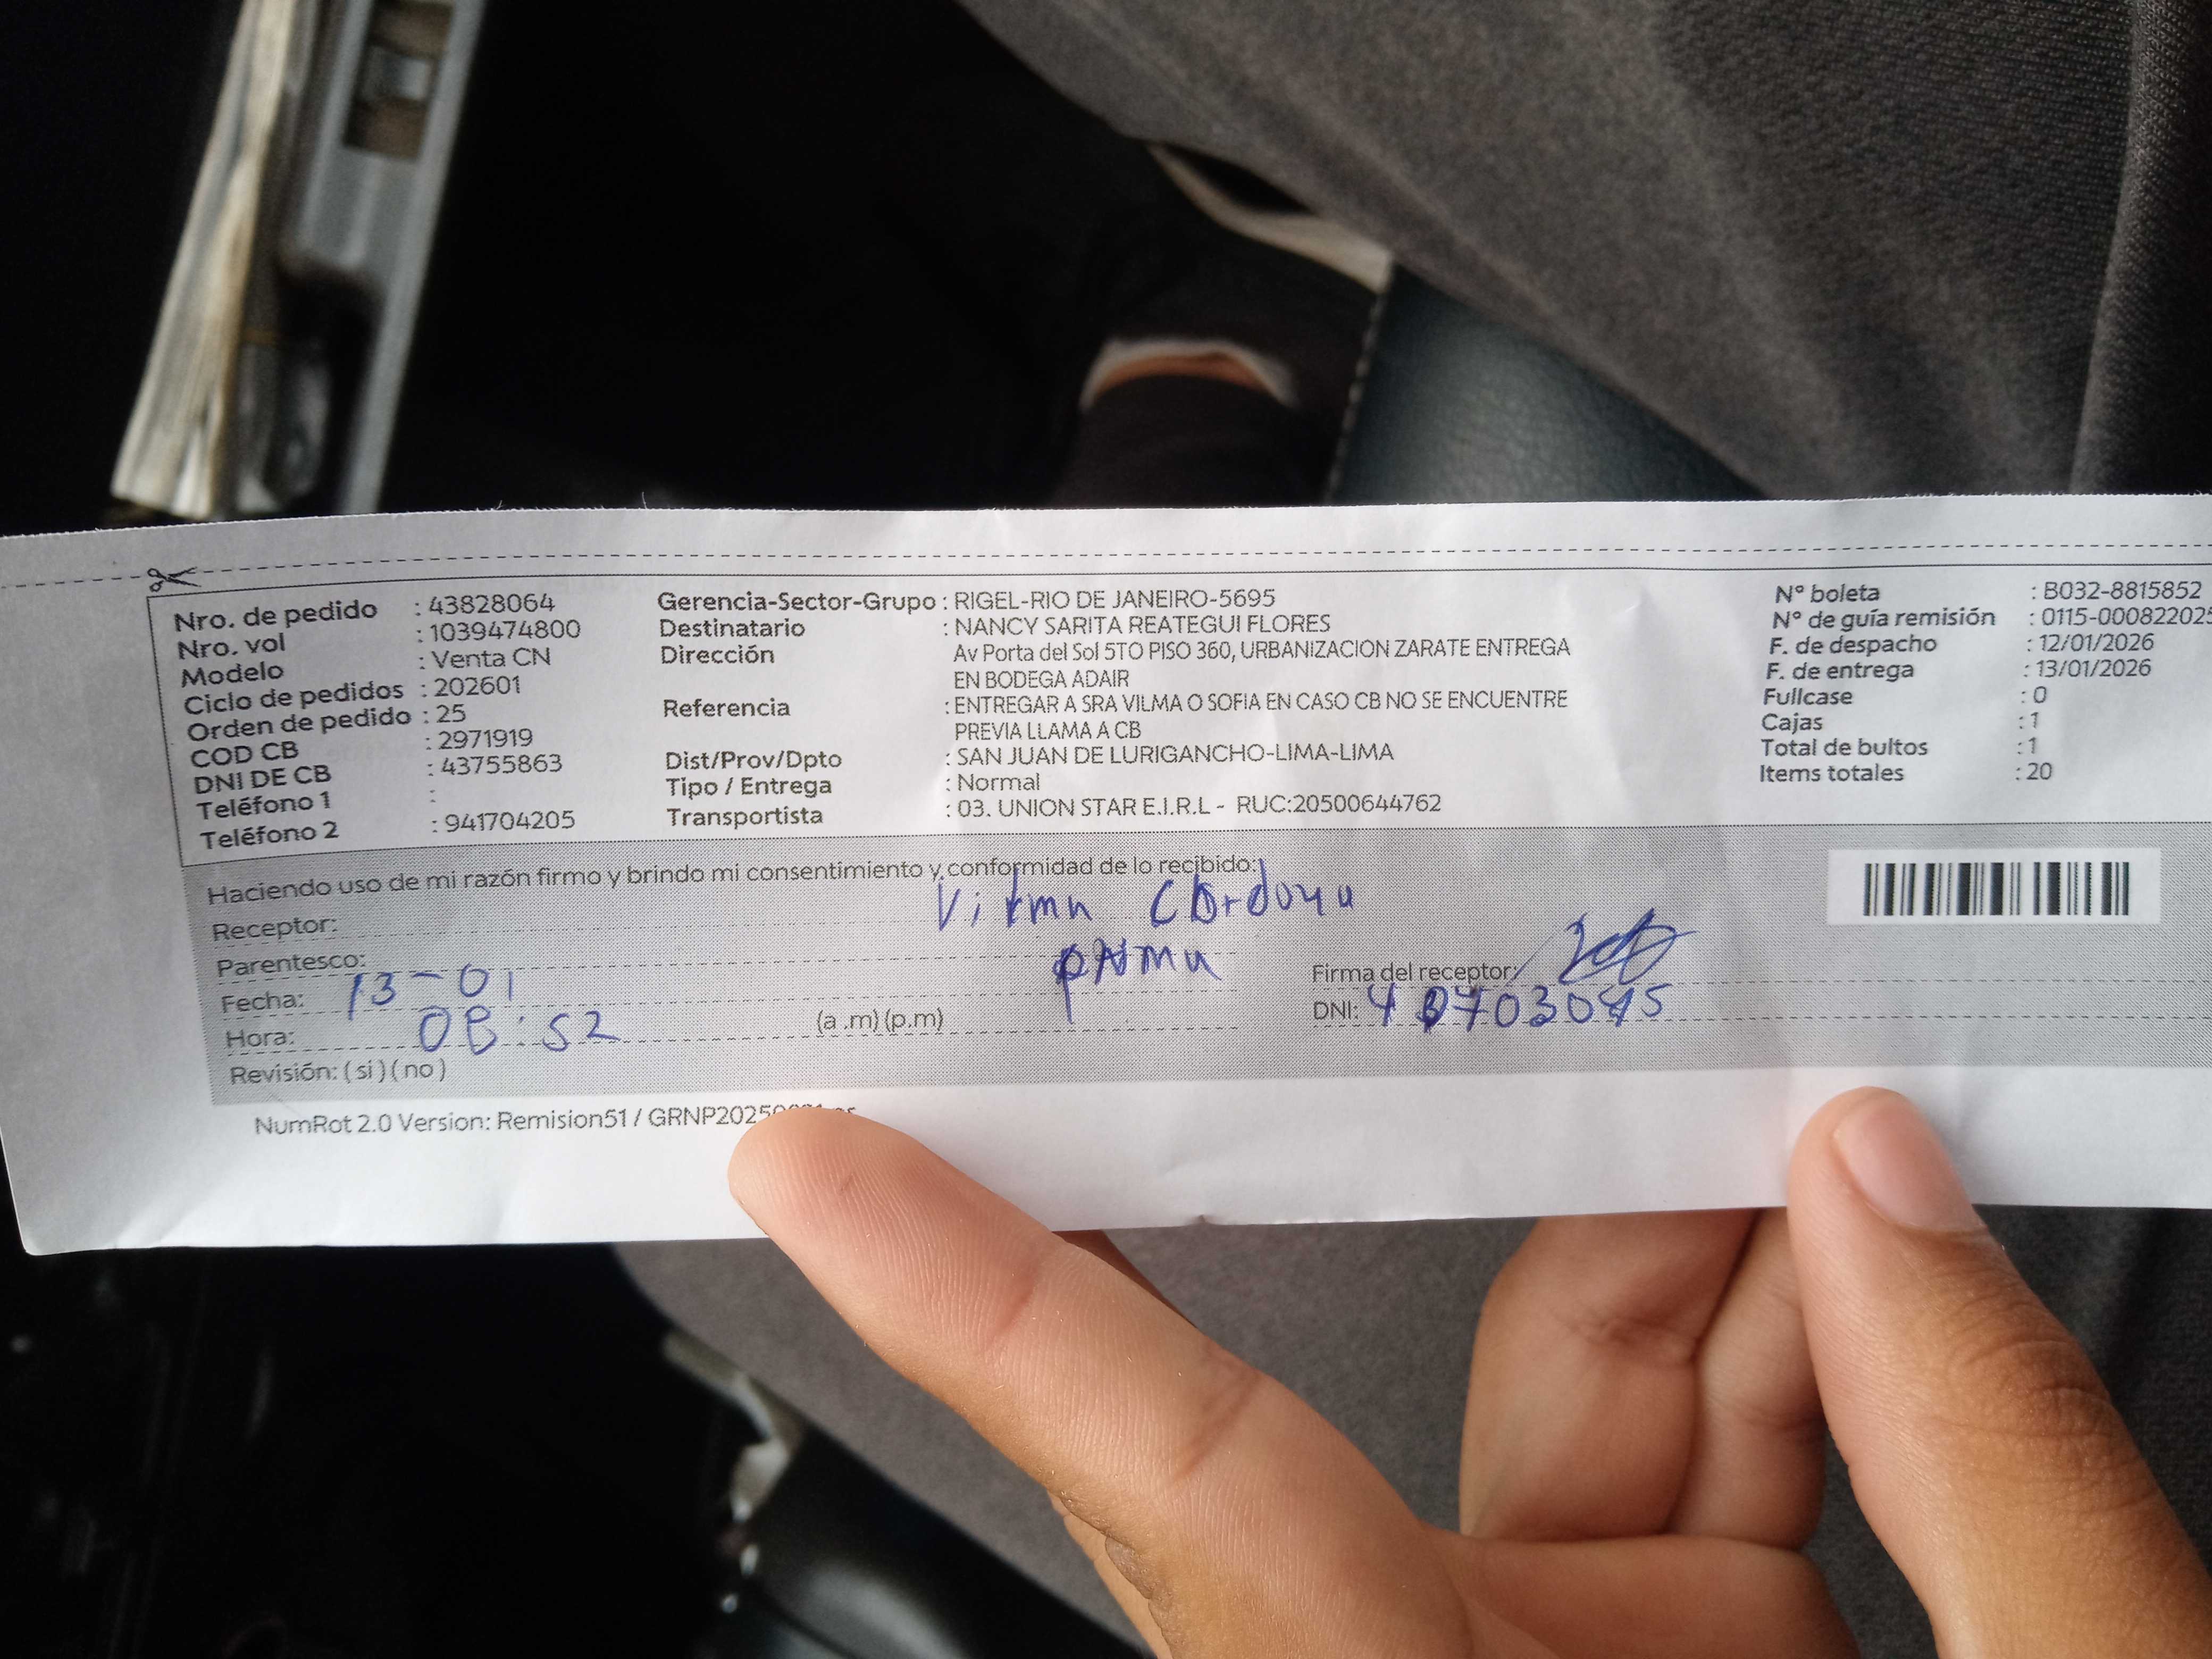 Nro. de pedido : 43828064
Nro. vol : 1039474800
Modelo : Venta CN
Ciclo de pedidos : 202601
Orden de pedido : 25
COD CB : 2971919
DNI DE CB : 43755863
Teléfono 1 :
Teléfono 2 : 941704205
Gerencia-Sector-Grupo : RIGEL-RIO DE JANEIRO-5695
Destinatario : NANCY SARITA REATEGUI FLORES
Dirección Av Porta del Sol 5TO PISO 360, URBANIZACION ZARATE ENTREGA
EN BODEGA ADAIR
Referencia : ENTREGAR A SRA VILMA O SOFIA EN CASO CB NO SE ENCUENTRE
PREVIA LLAMA A CB
Dist/Prov/Dpto : SAN JUAN DE LURIGANCHO-LIMA-LIMA
Tipo / Entrega : Normal
Transportista : 03. UNION STAR E.I.R.L - RUC:20500644762
N° boleta : B032-8815852
N° de guía remisión : 0115-000822025
F. de despacho : 12/01/2026
F. de entrega : 13/01/2026
Fullcase : 0
Cajas : 1
Total de bultos : 1
Items totales : 20
Haciendo uso de mi razón firmo y brindo mi consentimiento y conformidad de lo recibido:
Receptor: Vilma Cordova
Parentesco:
Fecha: 13-01
Hora: 08:52 (a .m) (p.m)
Revisión: ( si ) ( no )
Firma del receptor:
DNI:
NumRot 2.0 Version: Remision51 / GRNP2025